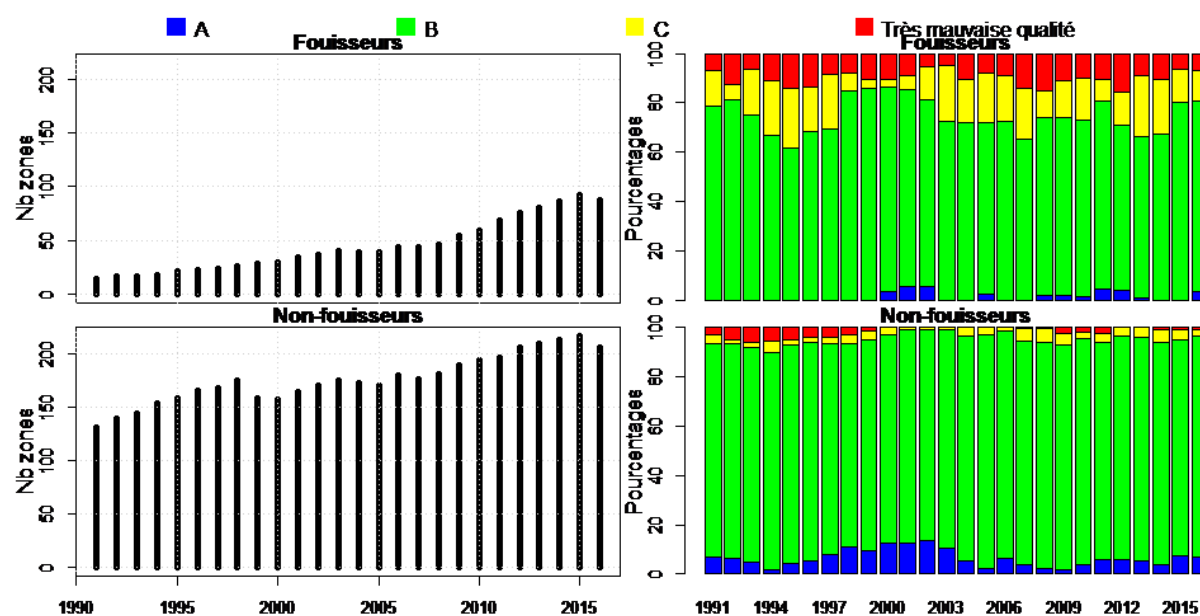 A B C Très mauvaise qualité
Fouisseurs
Nb zones
0 50 100 150 200
Fouisseurs
Pourcentages
0 20 40 60 80 100
Non-fouisseurs
Nb zones
0 50 100 150 200
1990 1995 2000 2005 2010 2015
Non-fouisseurs
Pourcentages
0 20 40 60 80 100
1991 1994 1997 2000 2003 2006 2009 2012 2015